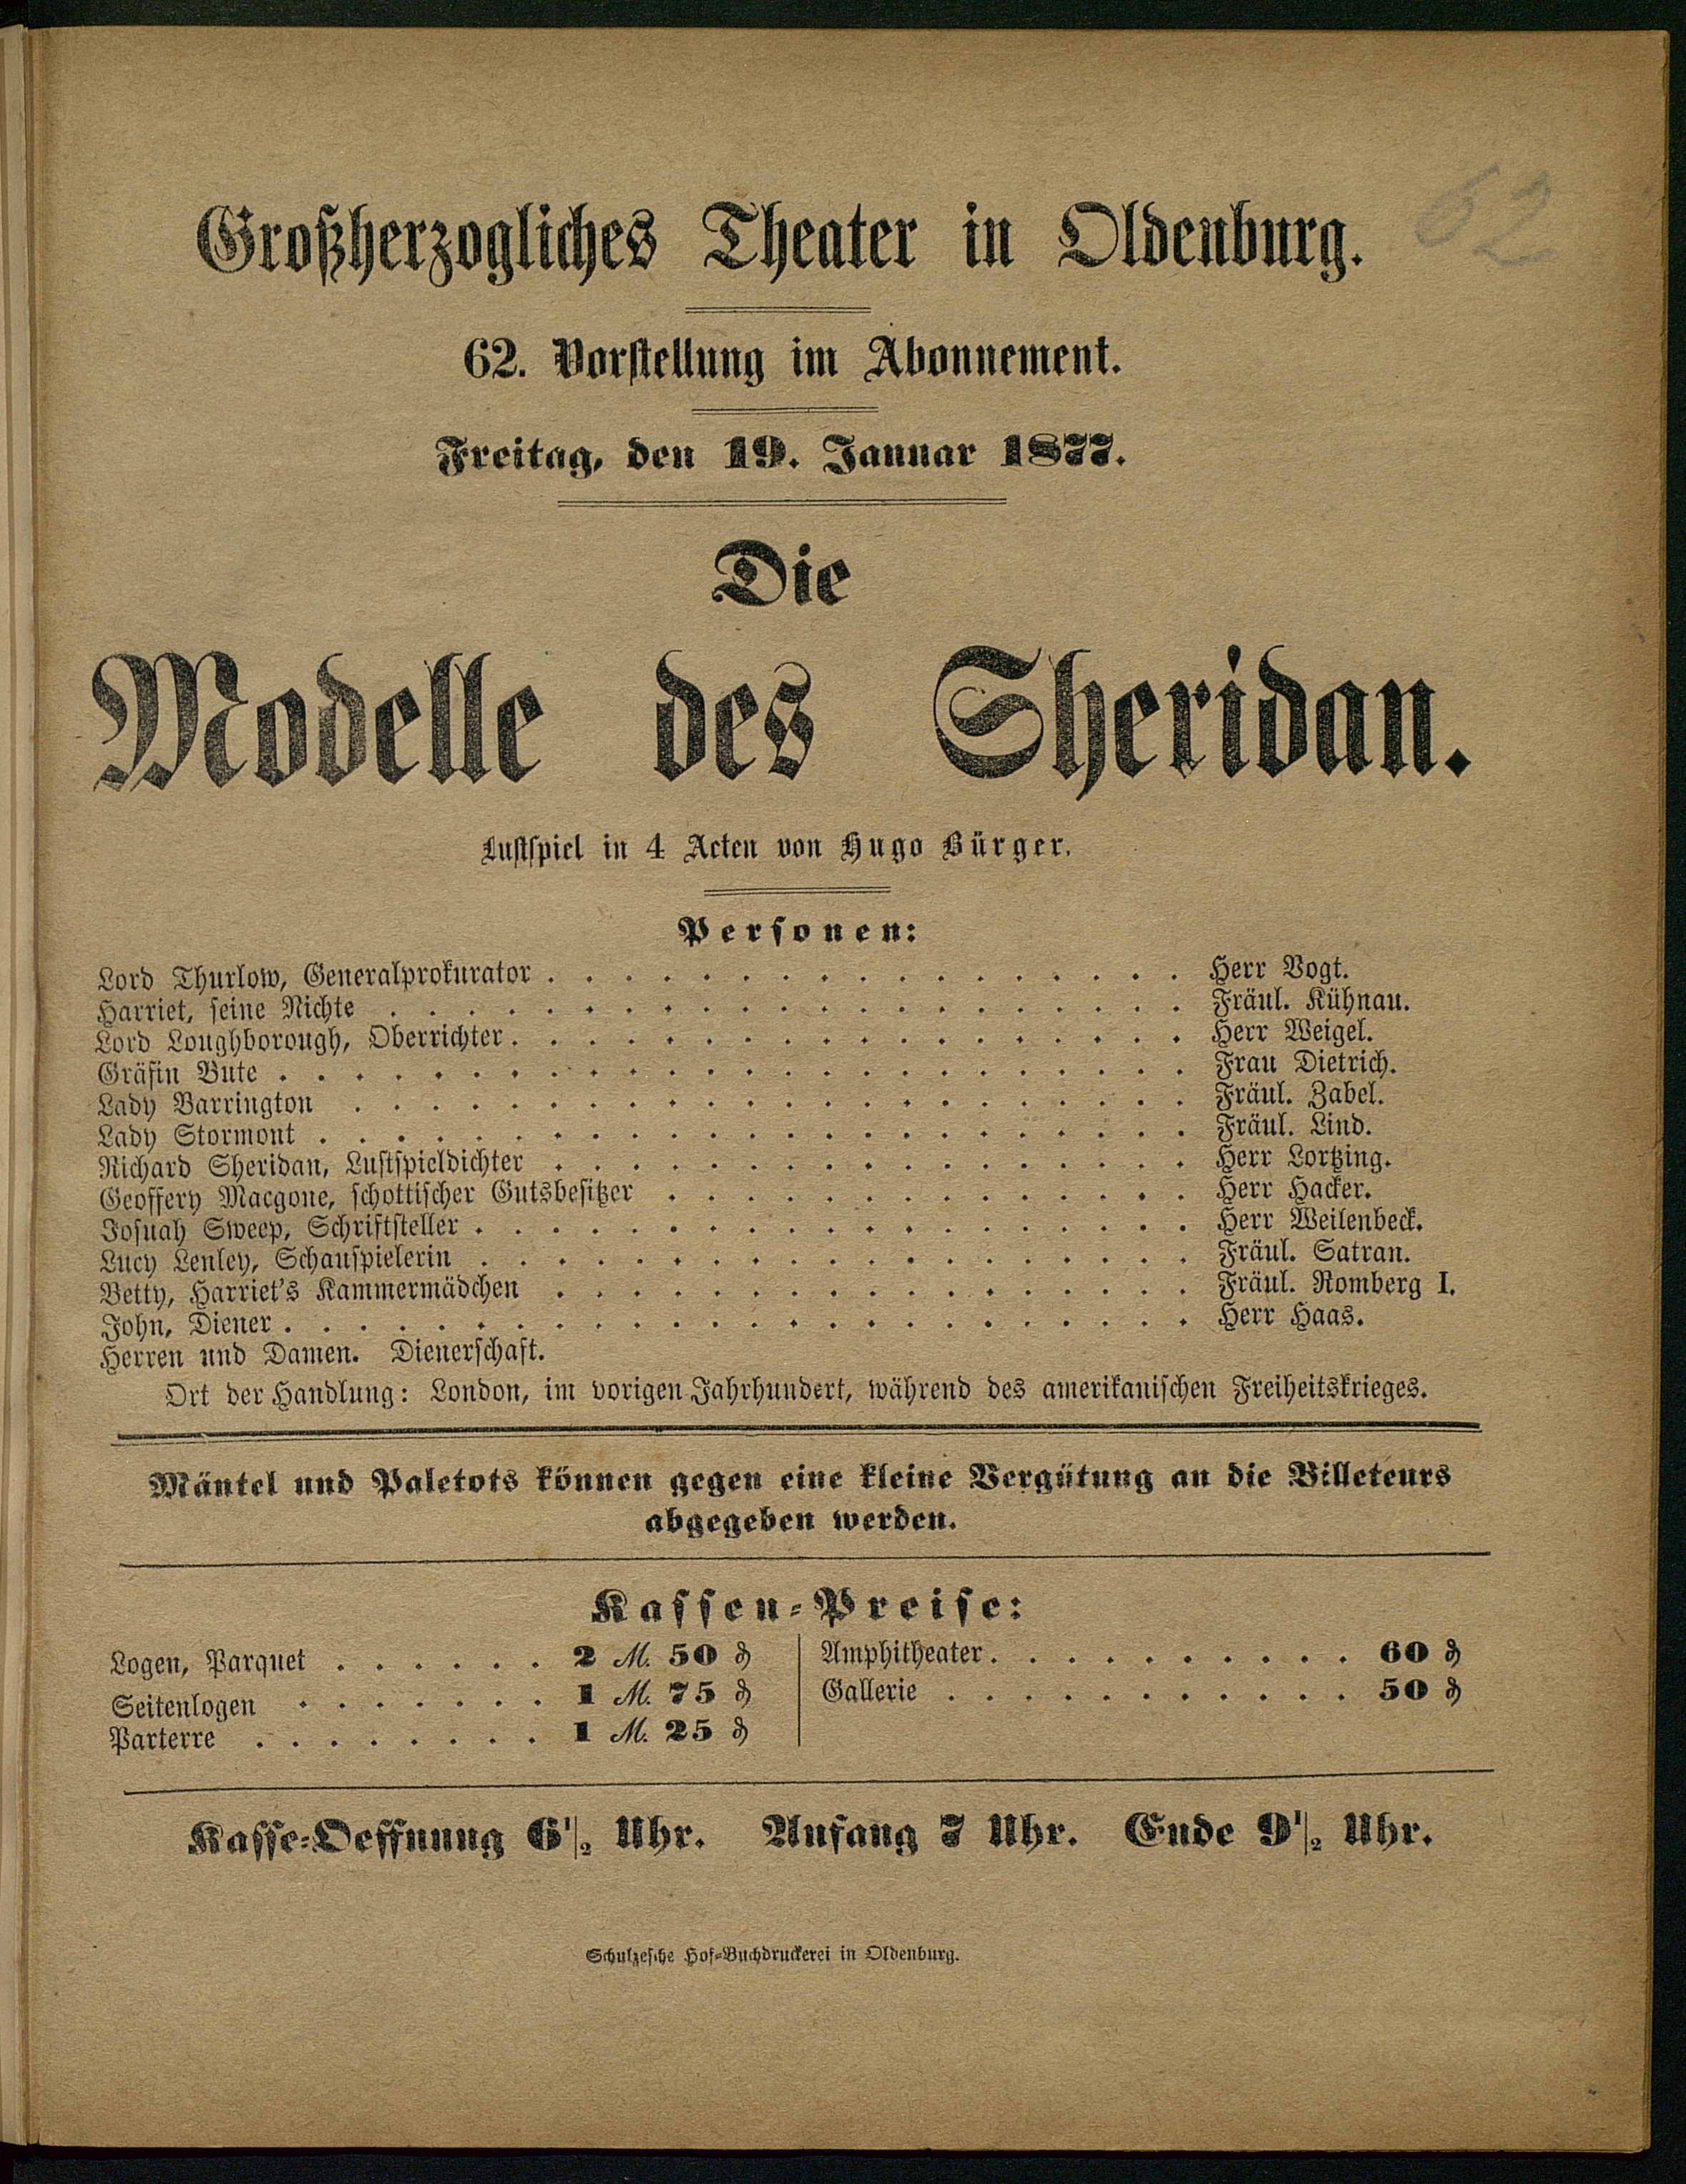 62
Großherzogliches Theater in Oldenburg.
62. Vorstellung im Abonnement.
Freitag, den 19. Januar 1877.
Die
Modelle des Sheridan.
Lustspiel in 4 Acten von Hugo Bürger.
Personen:
Lord Thurlow, Generalprokurator . . . . . . . . . . . . . . . . . Herr Vogt.
Harriet, seine Nichte . . . . . . . . . . . . . . . . . . . . . Fräul. Kühnau.
Lord Loughborough, Oberrichter . . . . . . . . . . . . . . . . . . Herr Weigel.
Gräfin Bute . . . . . . . . . . . . . . . . . . . . . . . . Frau Dietrich.
Lady Barrington . . . . . . . . . . . . . . . . . . . . . . Fräul. Zabel.
Lady Stormont . . . . . . . . . . . . . . . . . . . . . . . Fräul. Lind.
Richard Sheridan, Lustspieldichter . . . . . . . . . . . . . . . . . Herr Lortzing.
Geoffery Macgone, schottischer Gutsbesitzer . . . . . . . . . . . . . . Herr Hacker.
Josuah Sweep, Schriftsteller . . . . . . . . . . . . . . . . . . . Herr Weilenbeck.
Lucy Lenley, Schauspielerin . . . . . . . . . . . . . . . . . . . Fräul. Satran.
Betty, Harriet's Kammermädchen . . . . . . . . . . . . . . . . . Fräul. Romberg I.
John, Diener . . . . . . . . . . . . . . . . . . . . . . . . Herr Haas.
Herren und Damen. Dienerschaft.
Ort der Handlung: London, im vorigen Jahrhundert, während des amerikanischen Freiheitskrieges.
Mäntel und Paletots können gegen eine kleine Vergütung an die Billeteurs
abgegeben werden.
Kassen-Preise:
Logen, Parquet . . . . . . 2 M. 50 ₰
Seitenlogen . . . . . . . 1 M. 75 ₰
Parterre . . . . . . . . 1 M. 25 ₰
Amphitheater . . . . . . . . . . 60 ₰
Gallerie . . . . . . . . . . . 50 ₰
Kasse-Oeffnung 6 1/2 Uhr. Anfang 7 Uhr. Ende 9 1/2 Uhr.
Schulzesche Hof-Buchdruckerei in Oldenburg.